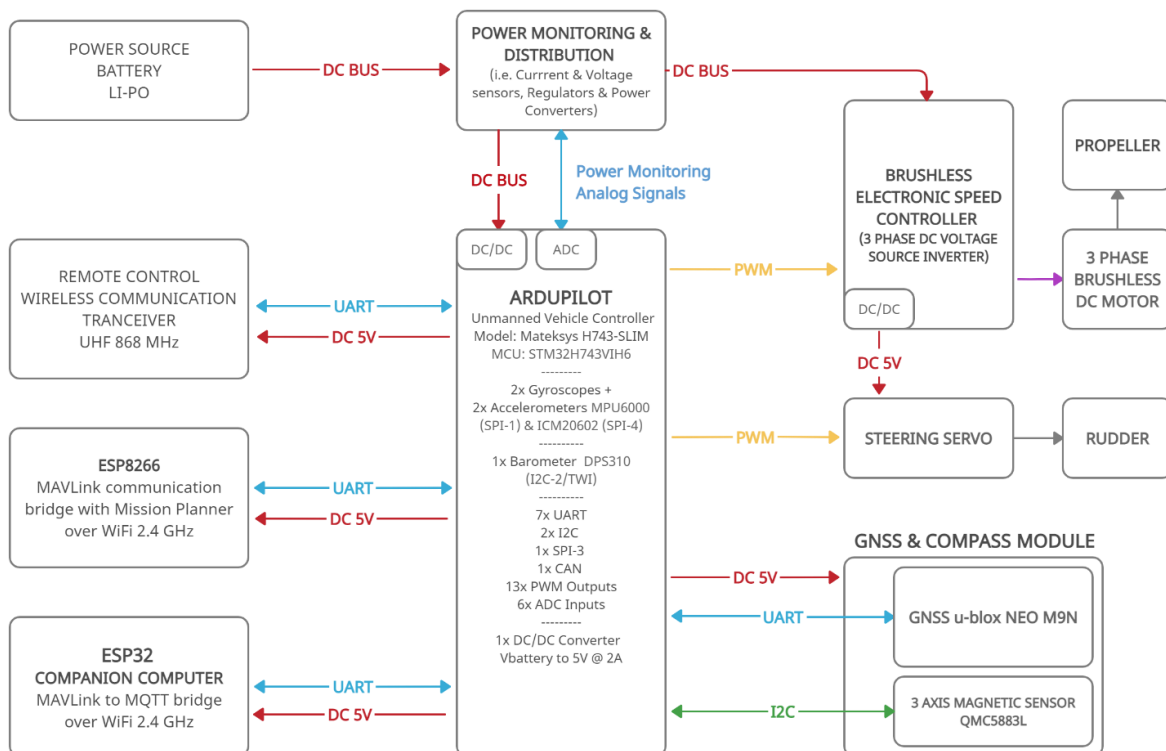 POWER SOURCE
BATTERY
LI-PO
DC BUS
POWER MONITORING &
DISTRIBUTION
(i.e. Currrent & Voltage
sensors, Regulators & Power
Converters)
DC BUS
DC BUS
Power Monitoring
Analog Signals
BRUSHLESS
ELECTRONIC SPEED
CONTROLLER
(3 PHASE DC VOLTAGE
SOURCE INVERTER)
DC/DC
PROPELLER
3 PHASE
BRUSHLESS
DC MOTOR
REMOTE CONTROL
WIRELESS COMMUNICATION
TRANCEIVER
UHF 868 MHz
UART
DC 5V
DC/DC
ADC
ARDUPILOT
Unmanned Vehicle Controller
Model: Mateksys H743-SLIM
MCU: STM32H743VIH6
---------
2x Gyroscopes +
2x Accelerometers MPU6000
(SPI-1) & ICM20602 (SPI-4)
----------
1x Barometer DPS310
(I2C-2/TWI)
----------
7x UART
2x I2C
1x SPI-3
1x CAN
13x PWM Outputs
6x ADC Inputs
---------
1x DC/DC Converter
Vbattery to 5V @ 2A
PWM
DC 5V
PWM
STEERING SERVO
RUDDER
ESP8266
MAVLink communication
bridge with Mission Planner
over WiFi 2.4 GHz
UART
DC 5V
ESP32
COMPANION COMPUTER
MAVLink to MQTT bridge
over WiFi 2.4 GHz
UART
DC 5V
GNSS & COMPASS MODULE
DC 5V
UART
GNSS u-blox NEO M9N
I2C
3 AXIS MAGNETIC SENSOR
QMC5883L